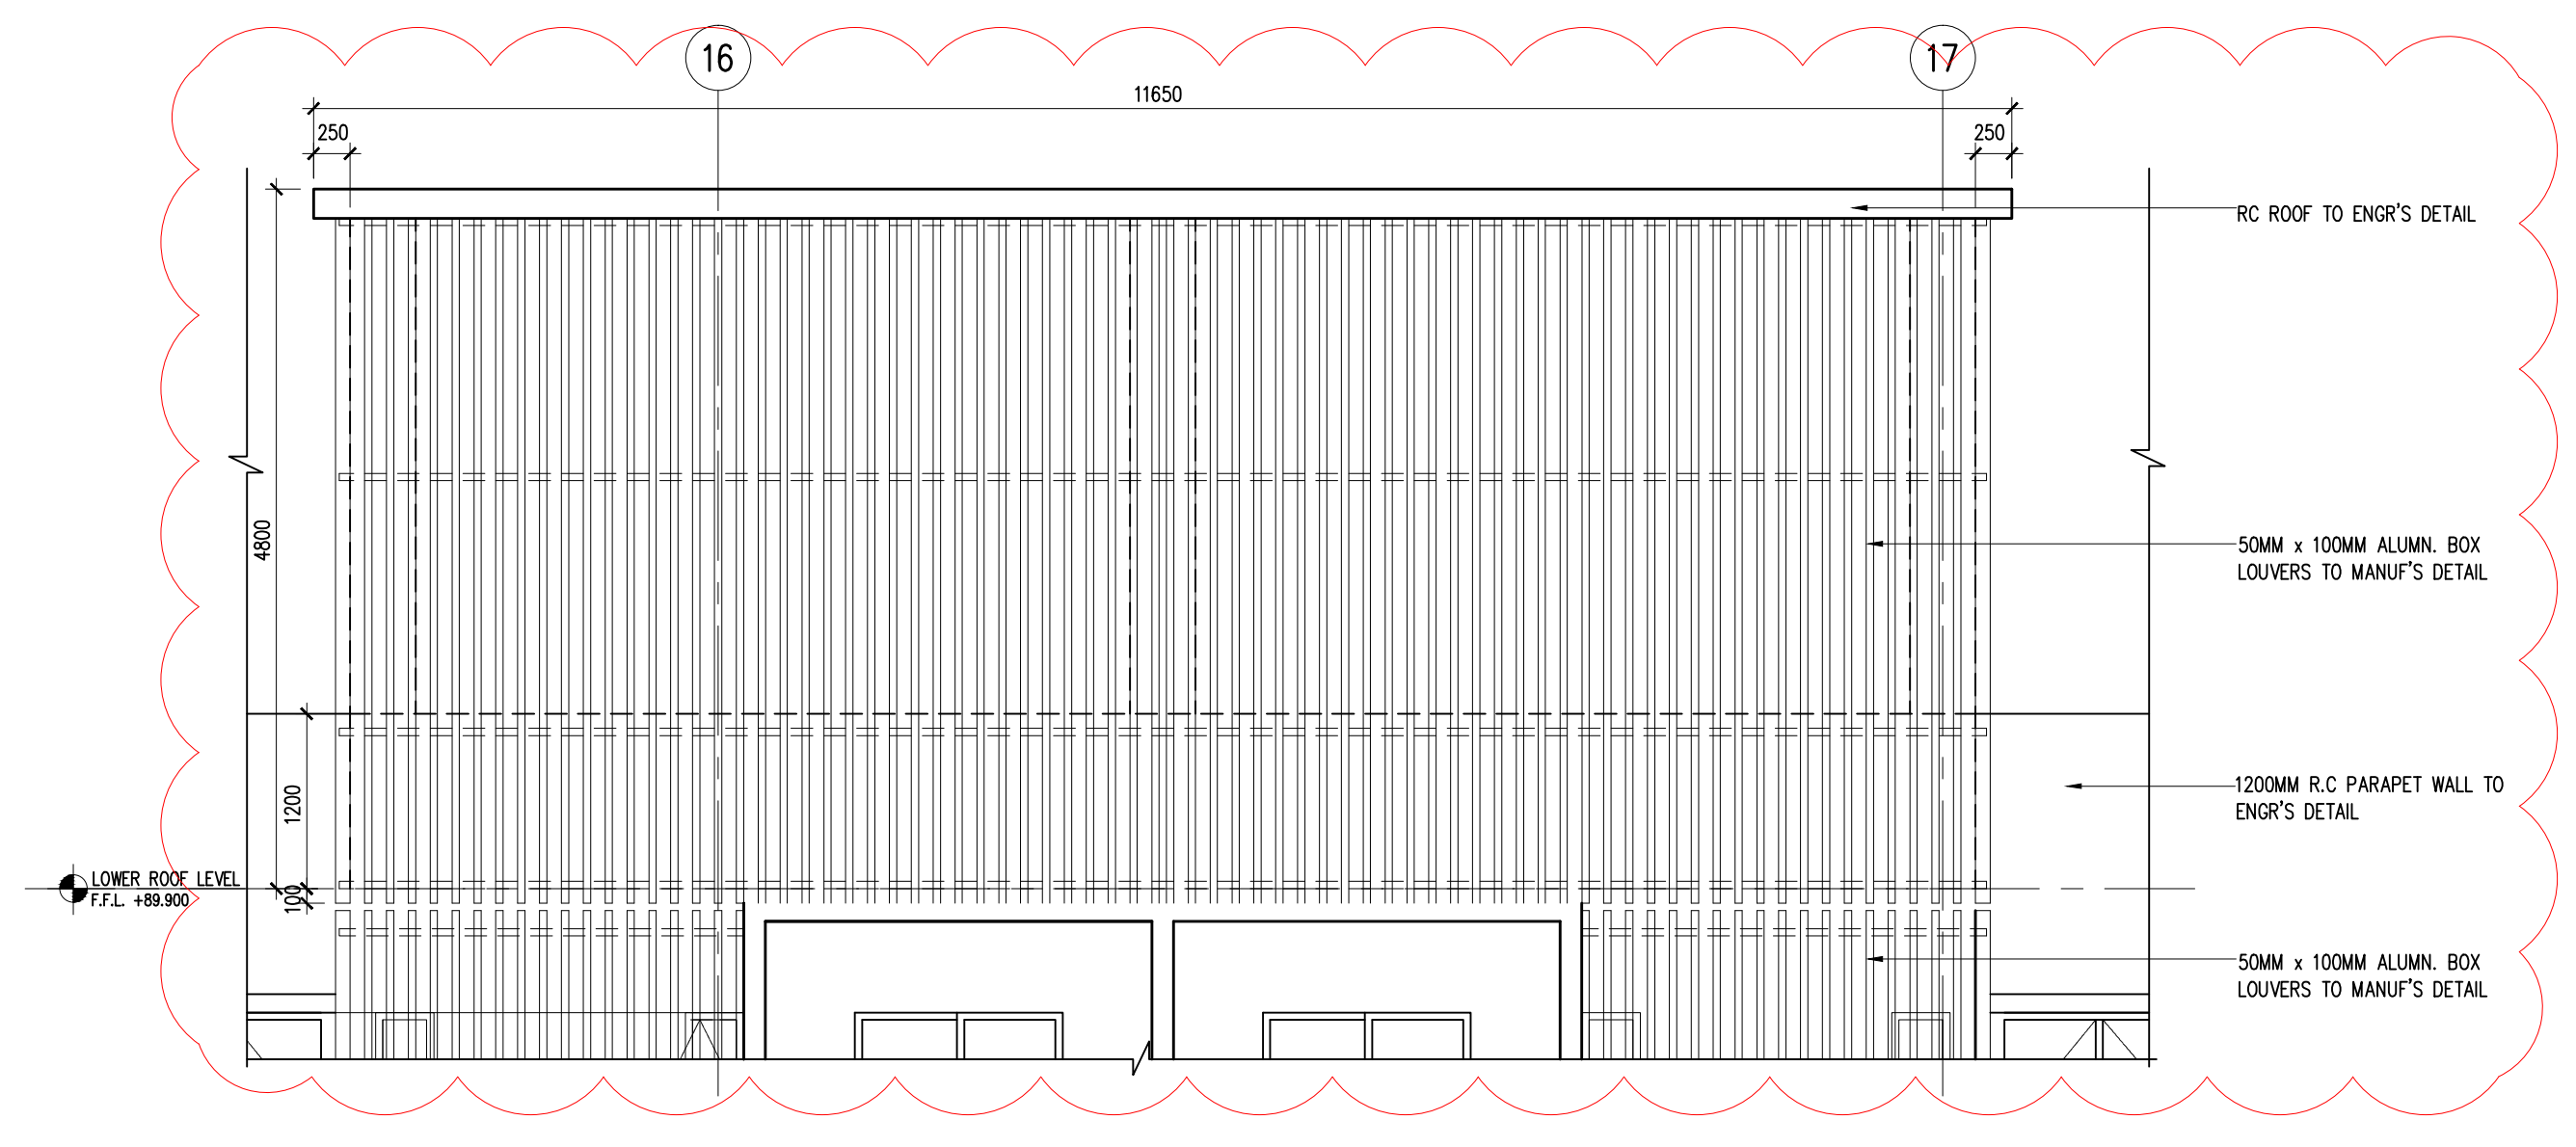 16
17
11650
250
250
RC ROOF TO ENGR'S DETAIL
4800
50MM x 100MM ALUMN. BOX
LOUVERS TO MANUF'S DETAIL
1200
1200MM R.C PARAPET WALL TO
ENGR'S DETAIL
LOWER ROOF LEVEL
F.F.L. +89.900
100
50MM x 100MM ALUMN. BOX
LOUVERS TO MANUF'S DETAIL